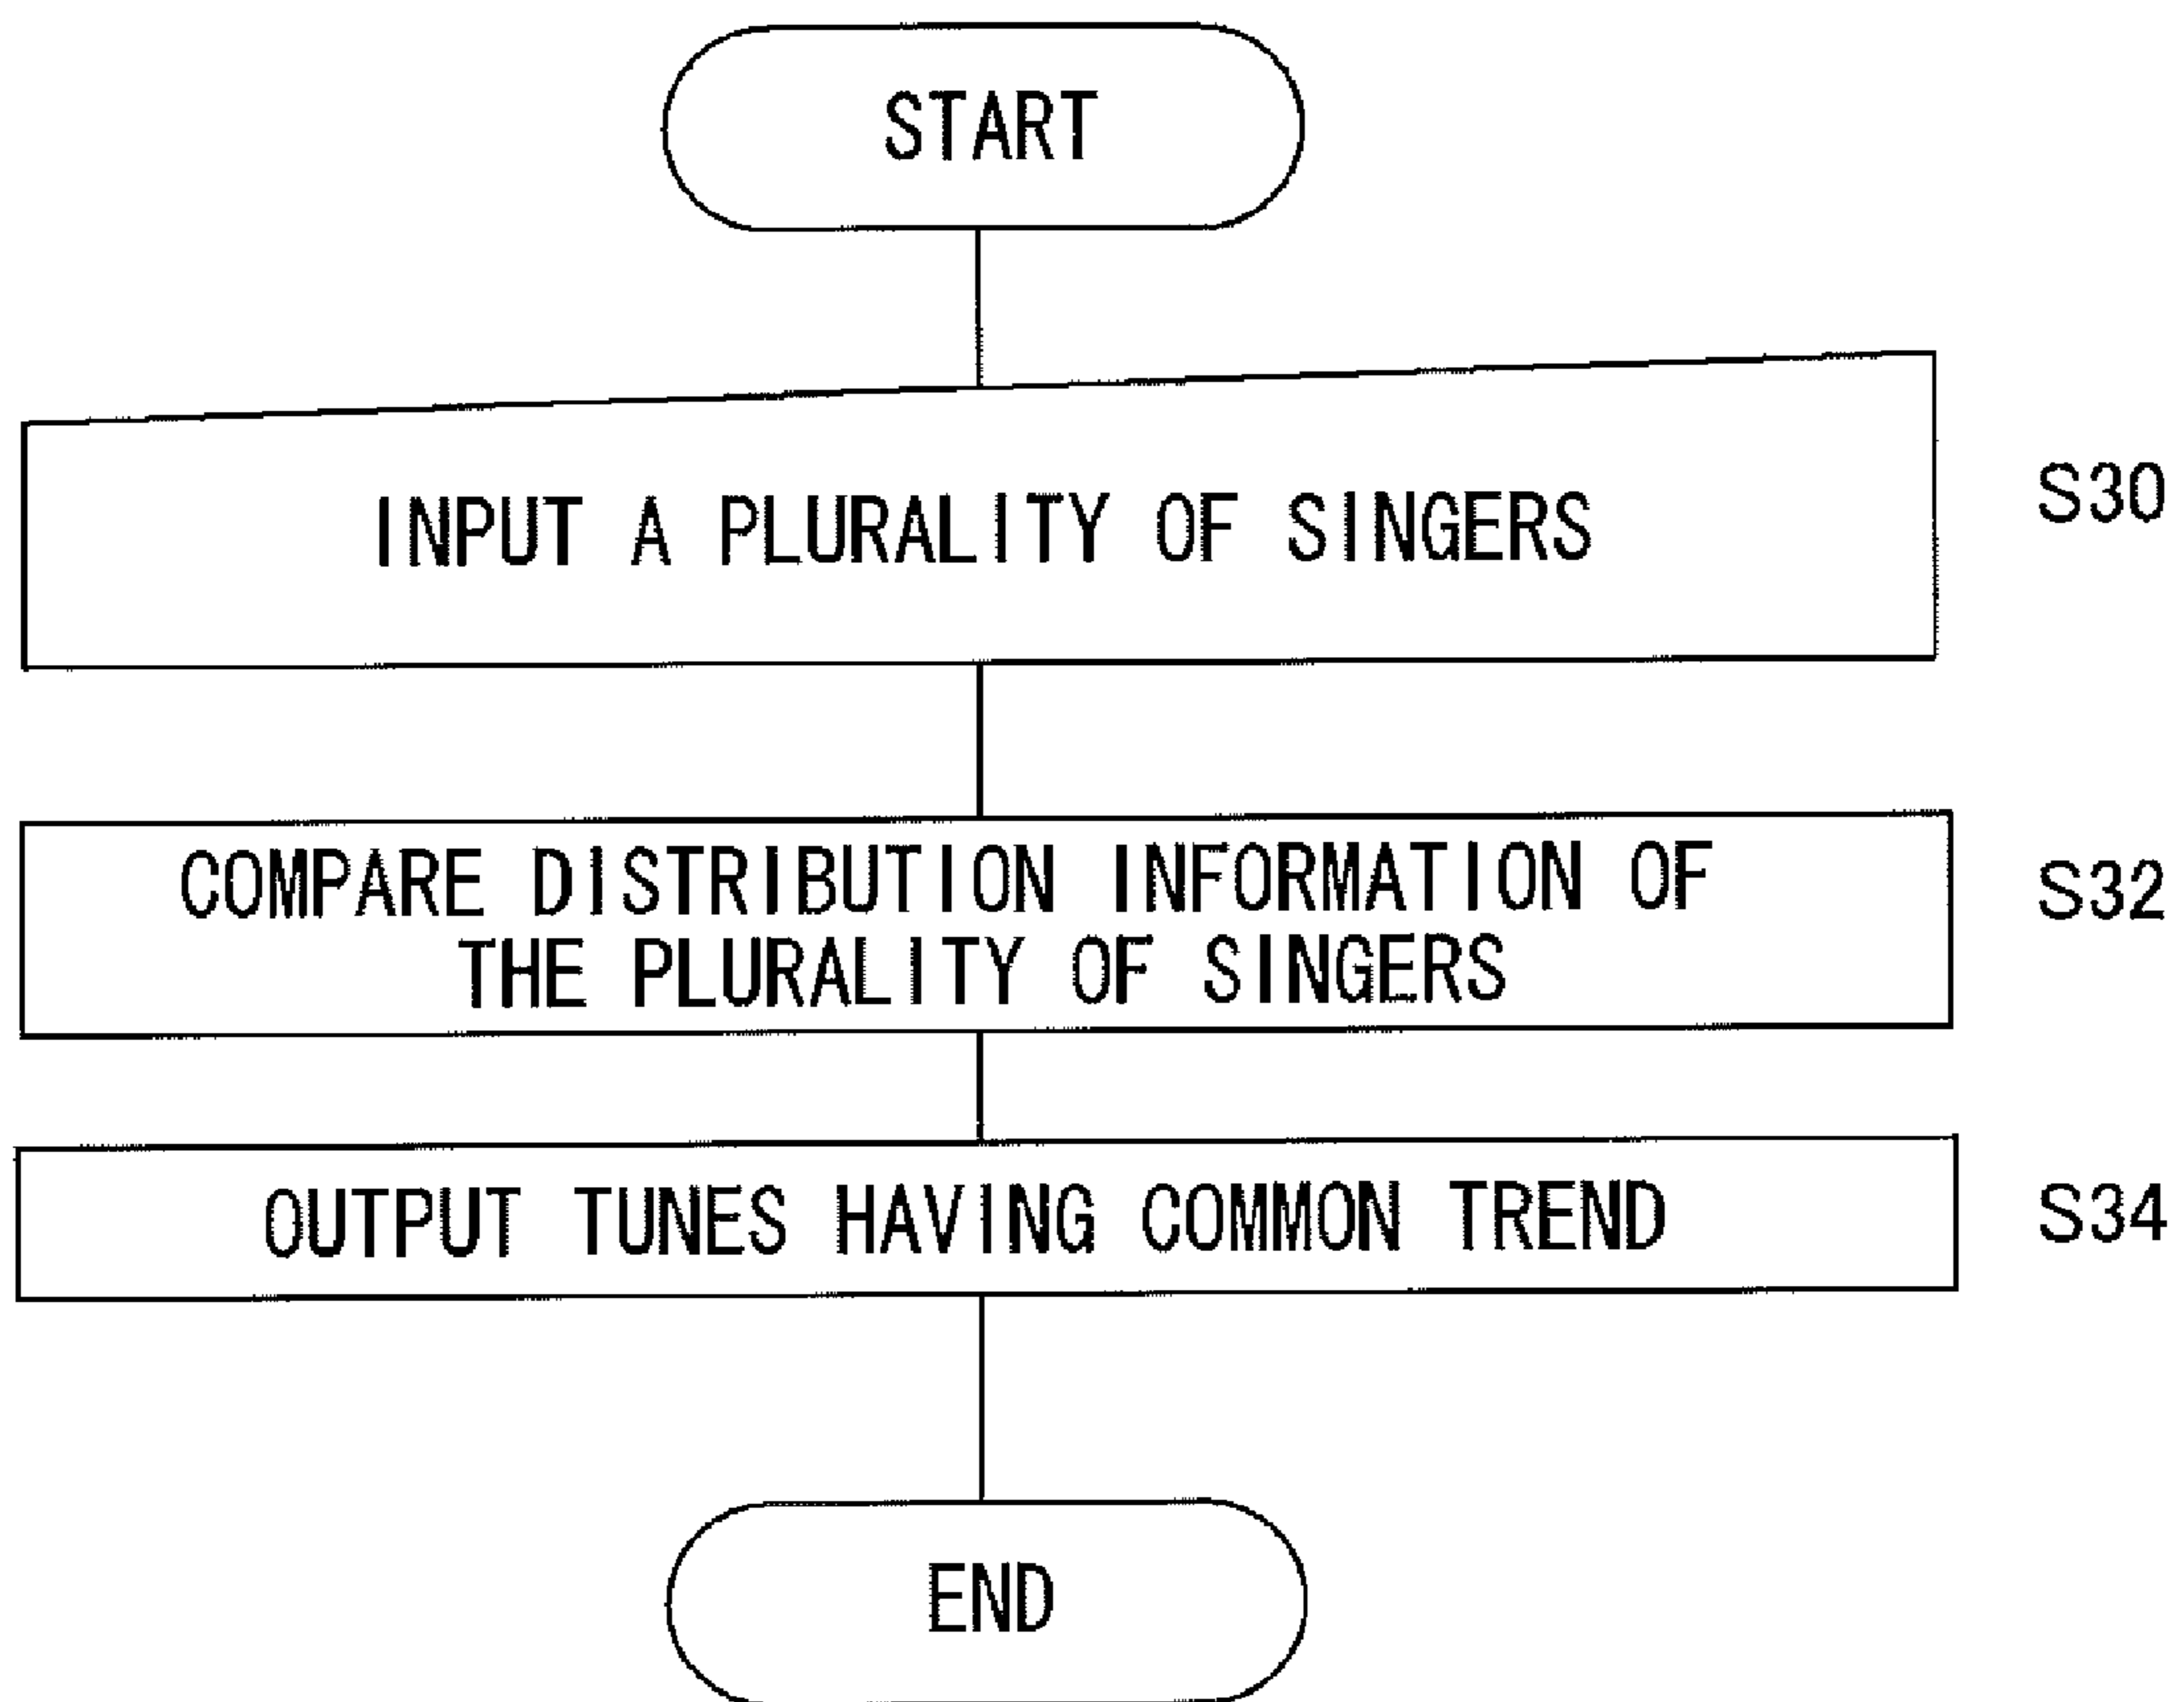 START
INPUT A PLURALITY OF SINGERS
S30
COMPARE DISTRIBUTION INFORMATION OF
THE PLURALITY OF SINGERS
S32
OUTPUT TUNES HAVING COMMON TREND
S34
END